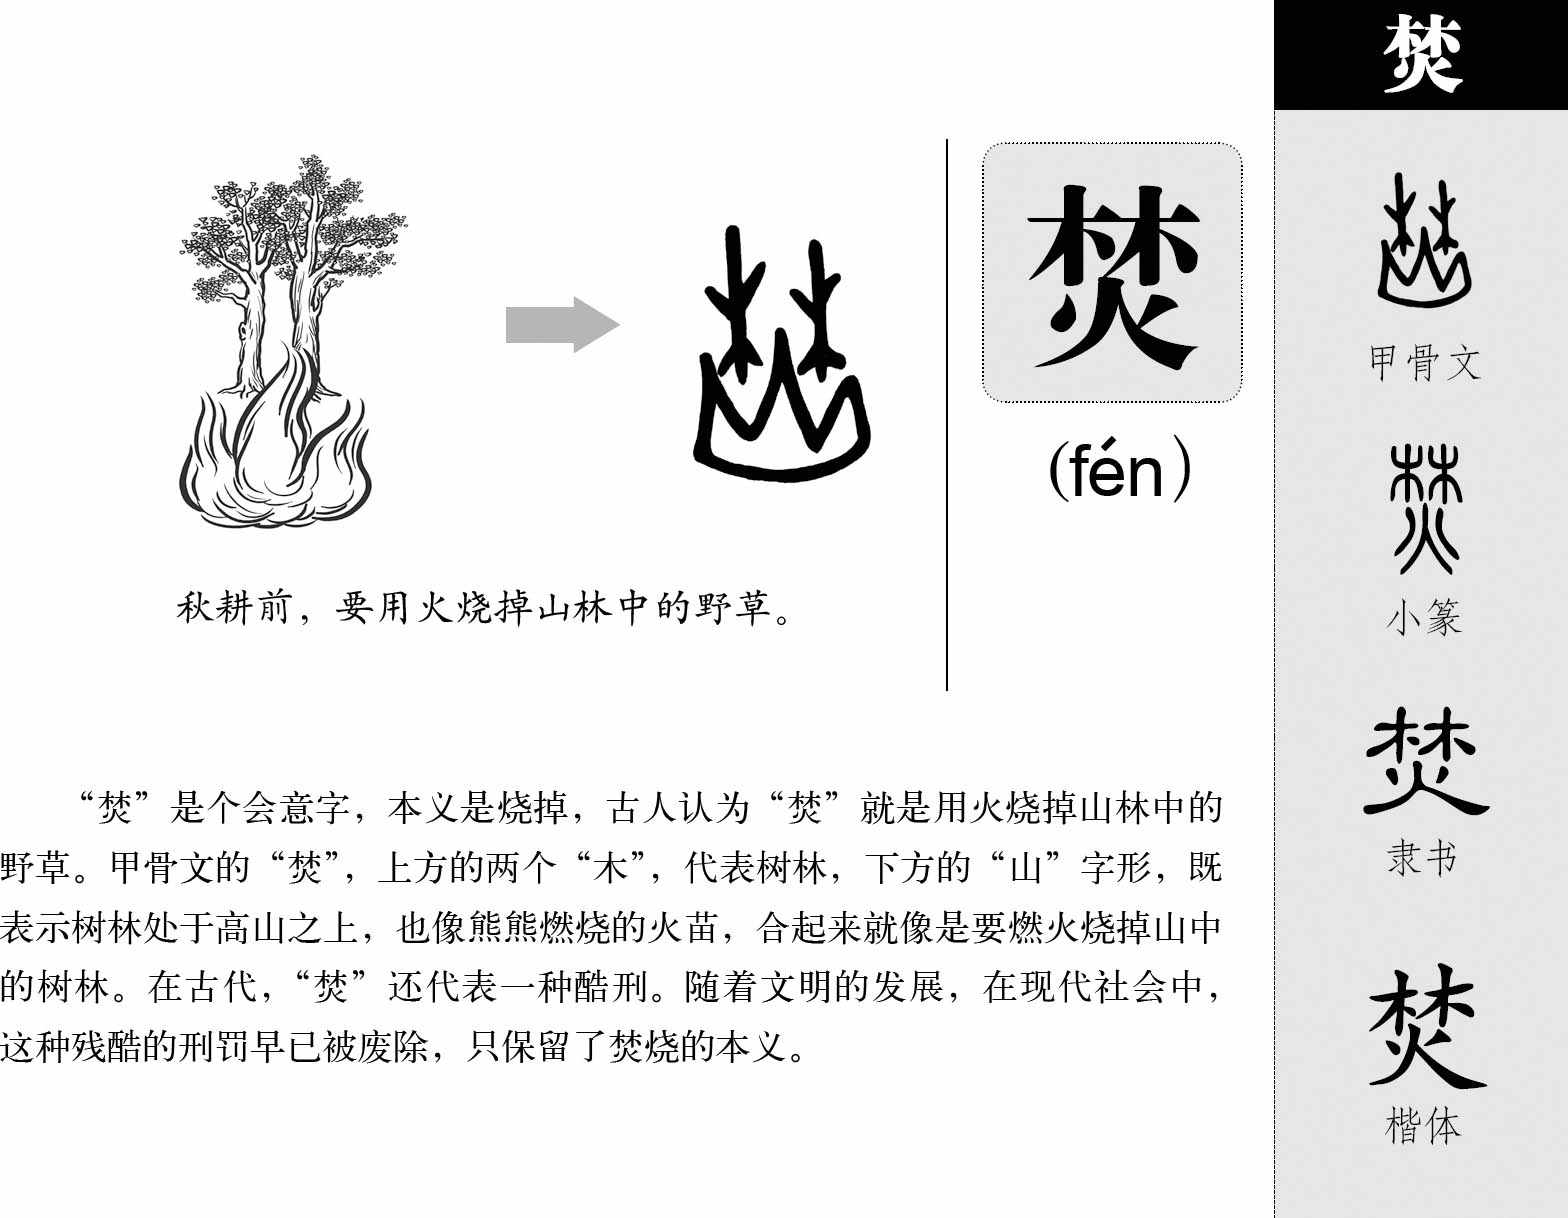 焚
(fén)
秋耕前，要用火烧掉山林中的野草。
“焚”是个会意字，本义是烧掉，古人认为“焚”就是用火烧掉山林中的
野草。甲骨文的“焚”，上方的两个“木”，代表树林，下方的“山”字形，既
表示树林处于高山之上，也像熊熊燃烧的火苗，合起来就像是要燃火烧掉山中
的树林。在古代，“焚”还代表一种酷刑。随着文明的发展，在现代社会中，
这种残酷的刑罚早已被废除，只保留了焚烧的本义。
焚
甲骨文
焚
小篆
焚
隶书
焚
楷体